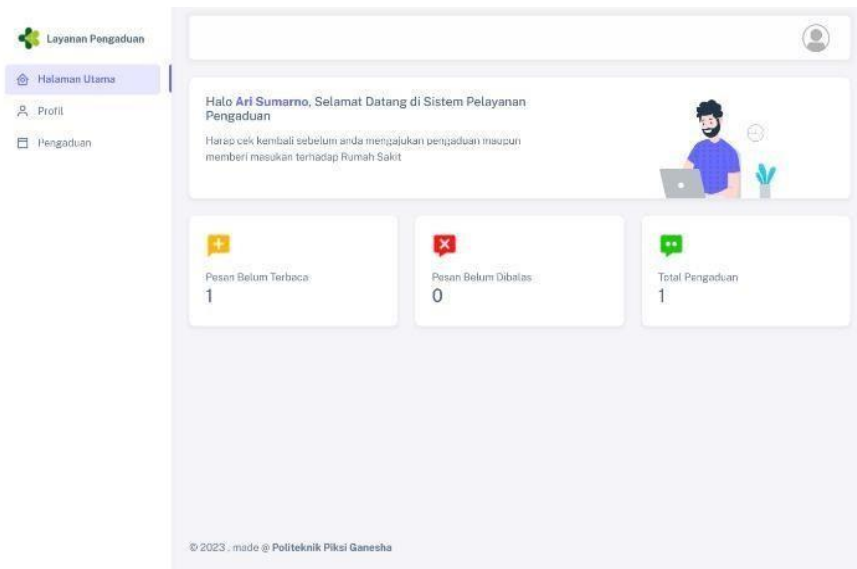 Layanan Pengaduan
Halaman Utama
Profil
Pengaduan
Halo Ari Sumarno, Selamat Datang di Sistem Pelayanan
Pengaduan
Harap cek kembali sebelum anda mengajukan pengaduan maupun
memberi masukan terhadap Rumah Sakit
Pesan Belum Terbaca
1
Pesan Belum Dibalas
0
Total Pengaduan
1
© 2023 . made @ Politeknik Piksi Ganesha